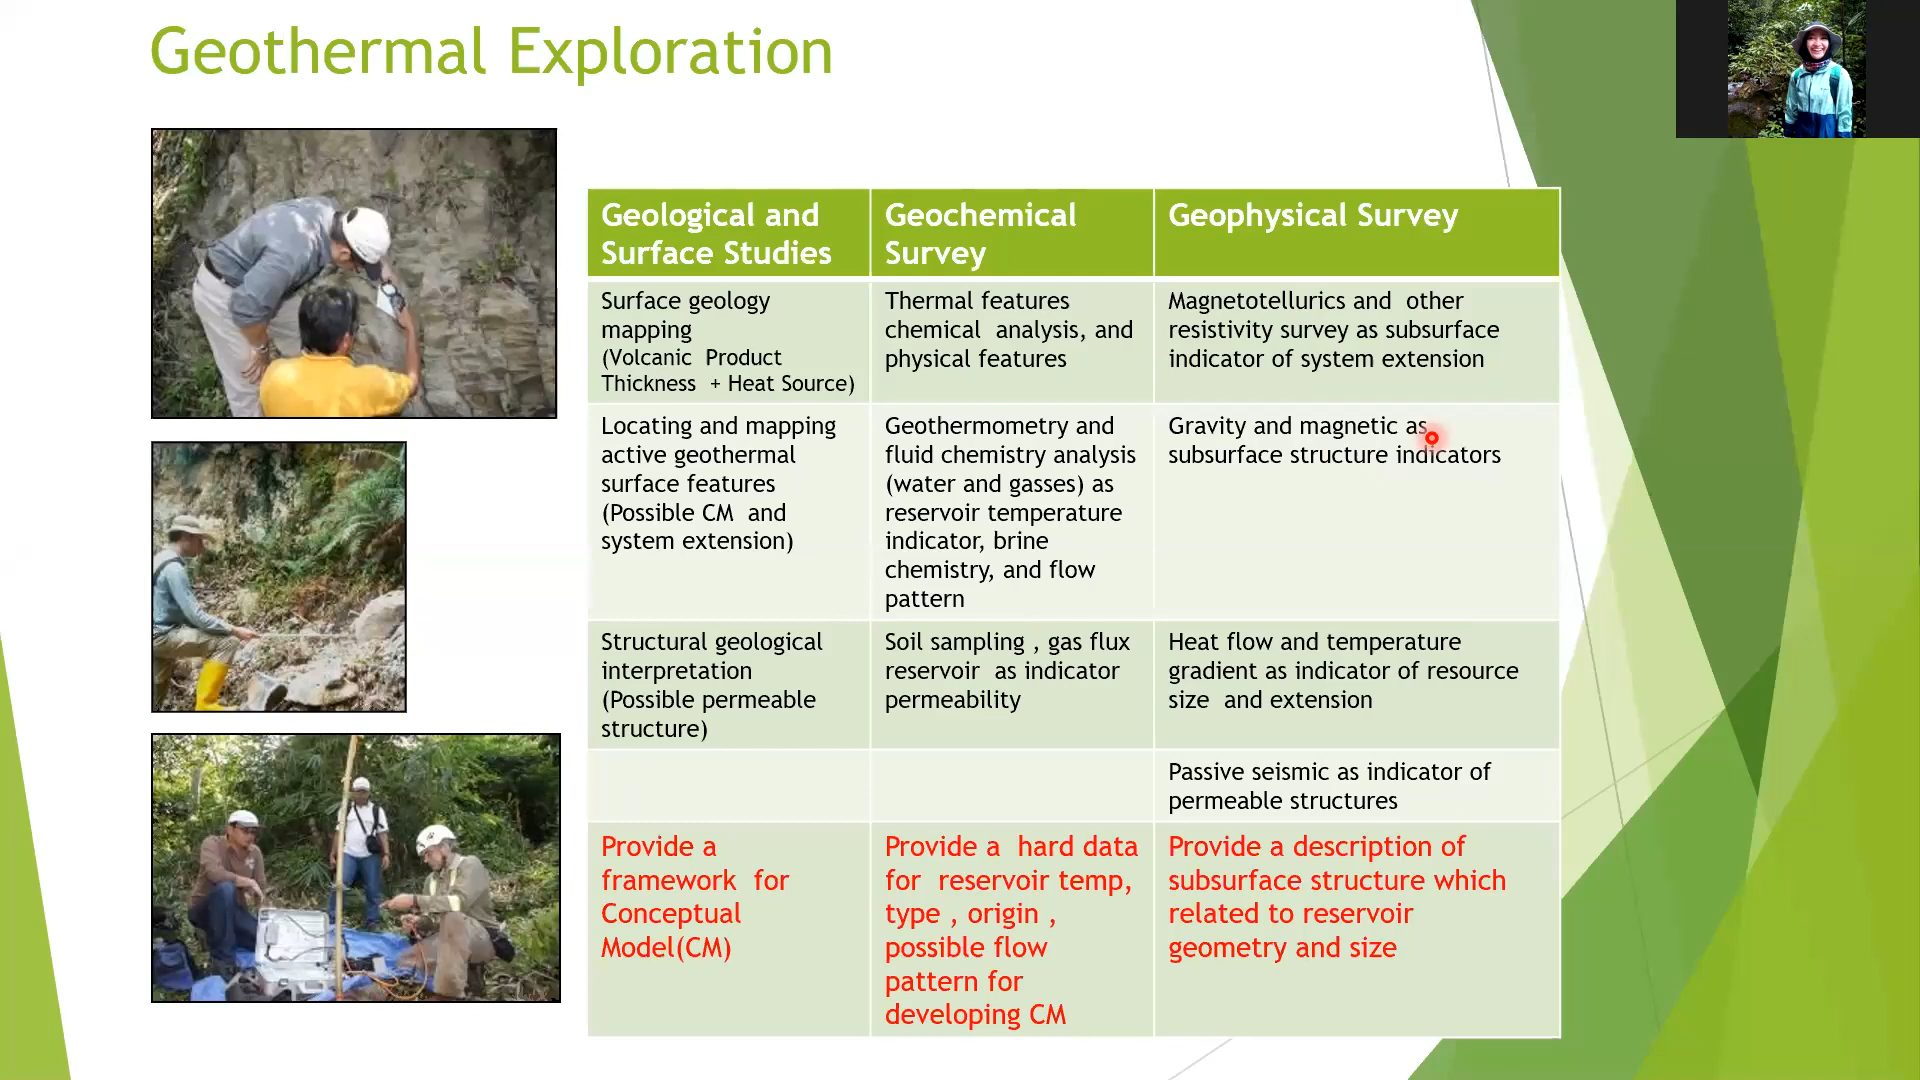 Geothermal Exploration
Geological and
Surface Studies
Geochemical
Survey
Geophysical Survey
Surface geology
mapping
(Volcanic Product
Thickness + Heat Source)
Thermal features
chemical analysis, and
physical features
Magnetotellurics and other
resistivity survey as subsurface
indicator of system extension
Locating and mapping
active geothermal
surface features
(Possible CM and
system extension)
Geothermometry and
fluid chemistry analysis
(water and gasses) as
reservoir temperature
indicator, brine
chemistry, and flow
pattern
Gravity and magnetic as
subsurface structure indicators
Structural geological
interpretation
(Possible permeable
structure)
Soil sampling , gas flux
reservoir as indicator
permeability
Heat flow and temperature
gradient as indicator of resource
size and extension
Passive seismic as indicator of
permeable structures
Provide a
framework for
Conceptual
Model(CM)
Provide a hard data
for reservoir temp,
type , origin ,
possible flow
pattern for
developing CM
Provide a description of
subsurface structure which
related to reservoir
geometry and size